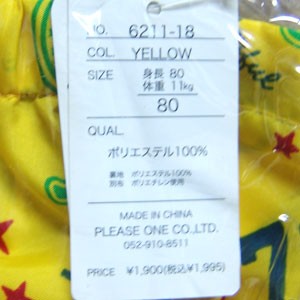 NO. 6211-18
COL. YELLOW
SIZE 身長 80
体重 11kg
80
QUAL.
ポリエステル100%
裏地 ポリエステル100%
別布 ポリエチレン使用
MADE IN CHINA
PLEASE ONE CO.,LTD.
052-910-8511
PRICE ¥1,900(税込¥1,995)